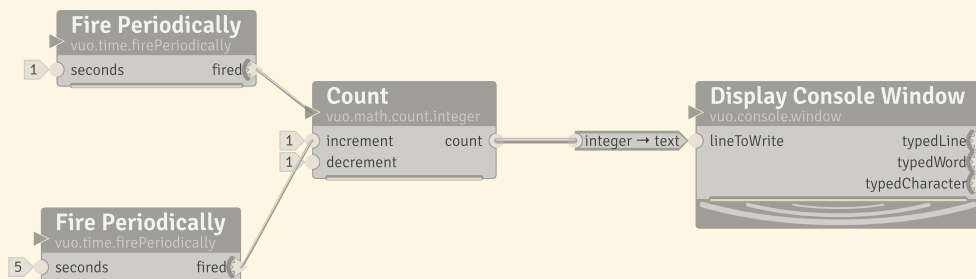 Fire Periodically
vuo.time.firePeriodically
1 seconds fired
Count
vuo.math.count.integer
1 increment count
1 decrement
integer → text
Display Console Window
vuo.console.window
lineToWrite typedLine
typedWord
typedCharacter
Fire Periodically
vuo.time.firePeriodically
5 seconds fired